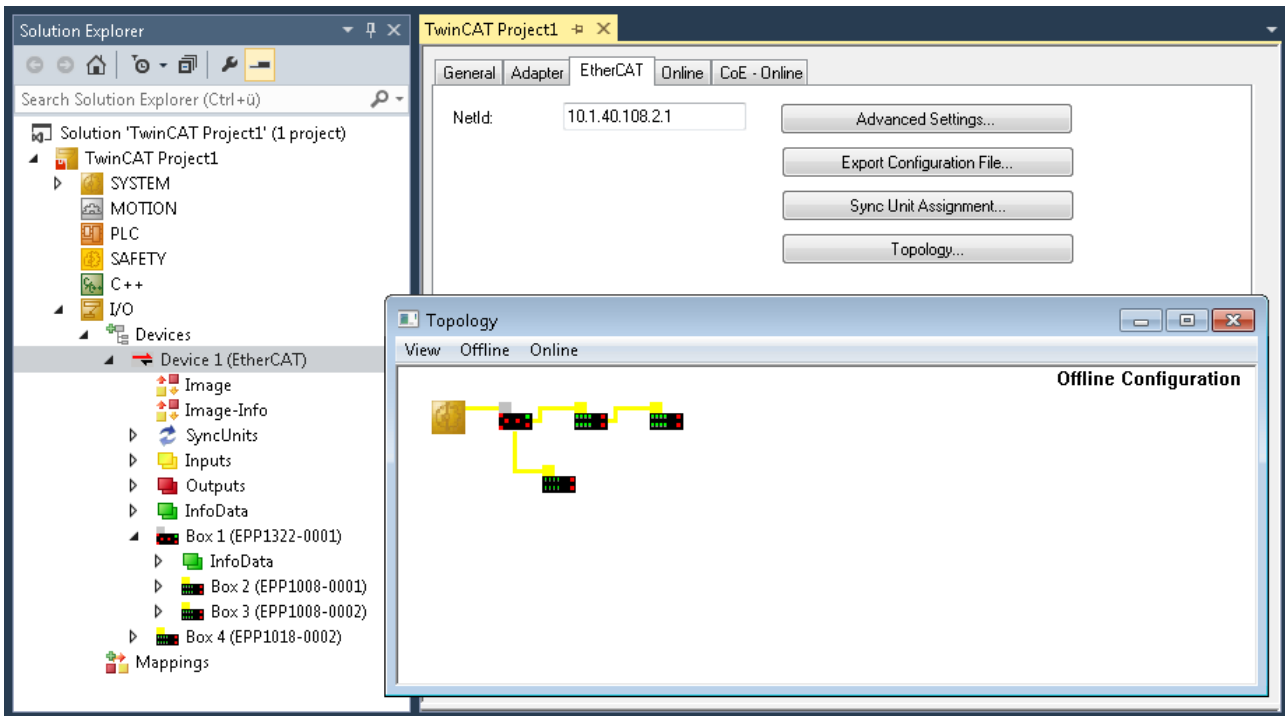 Solution Explorer
Search Solution Explorer (Ctrl+ü)
Solution 'TwinCAT Project1' (1 project)
TwinCAT Project1
SYSTEM
MOTION
PLC
SAFETY
C++
I/O
Devices
Device 1 (EtherCAT)
Image
Image-Info
SyncUnits
Inputs
Outputs
InfoData
Box 1 (EPP1322-0001)
InfoData
Box 2 (EPP1008-0001)
Box 3 (EPP1008-0002)
Box 4 (EPP1018-0002)
Mappings
TwinCAT Project1
General Adapter EtherCAT Online CoE - Online
NetId: 10.1.40.108.2.1
Advanced Settings...
Export Configuration File...
Sync Unit Assignment...
Topology...
Topology
View Offline Online
Offline Configuration